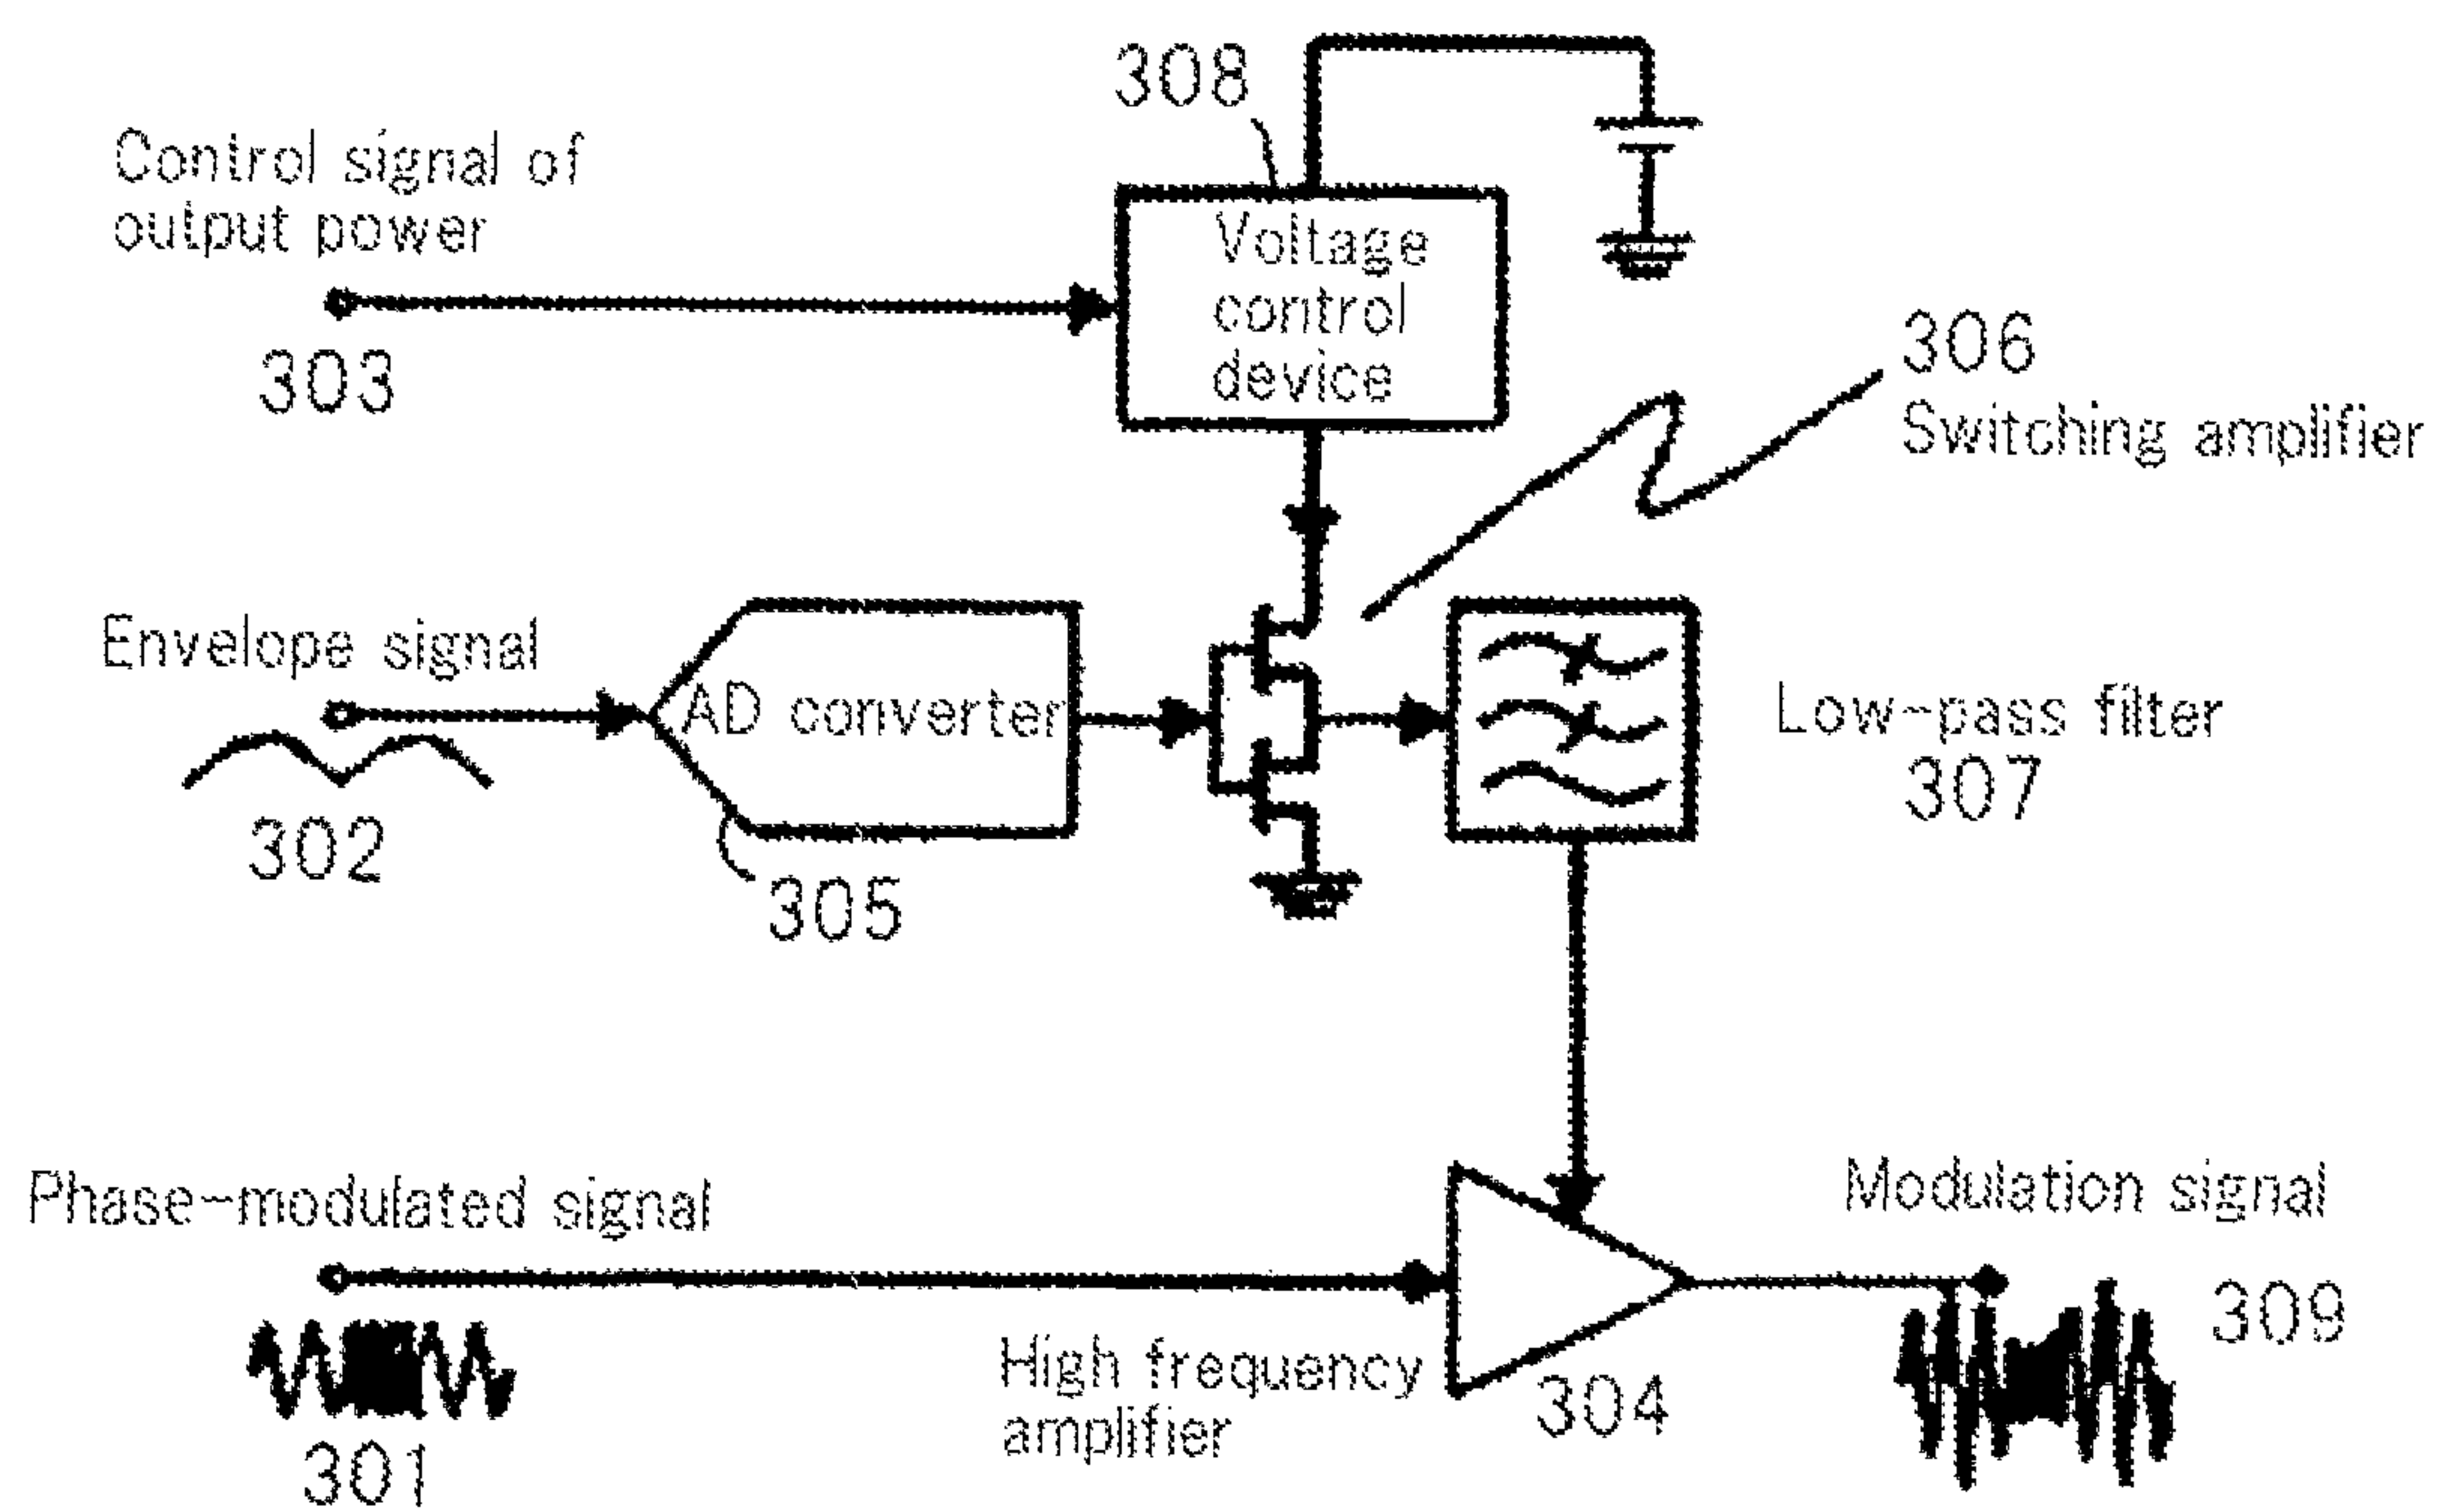 308
Control signal of
output power
303
Voltage
control
device
306
Switching amplifier
Envelope signal
302
AD converter
305
Low-pass filter
307
Phase-modulated signal
301
High frequency
amplifier
304
Modulation signal
309